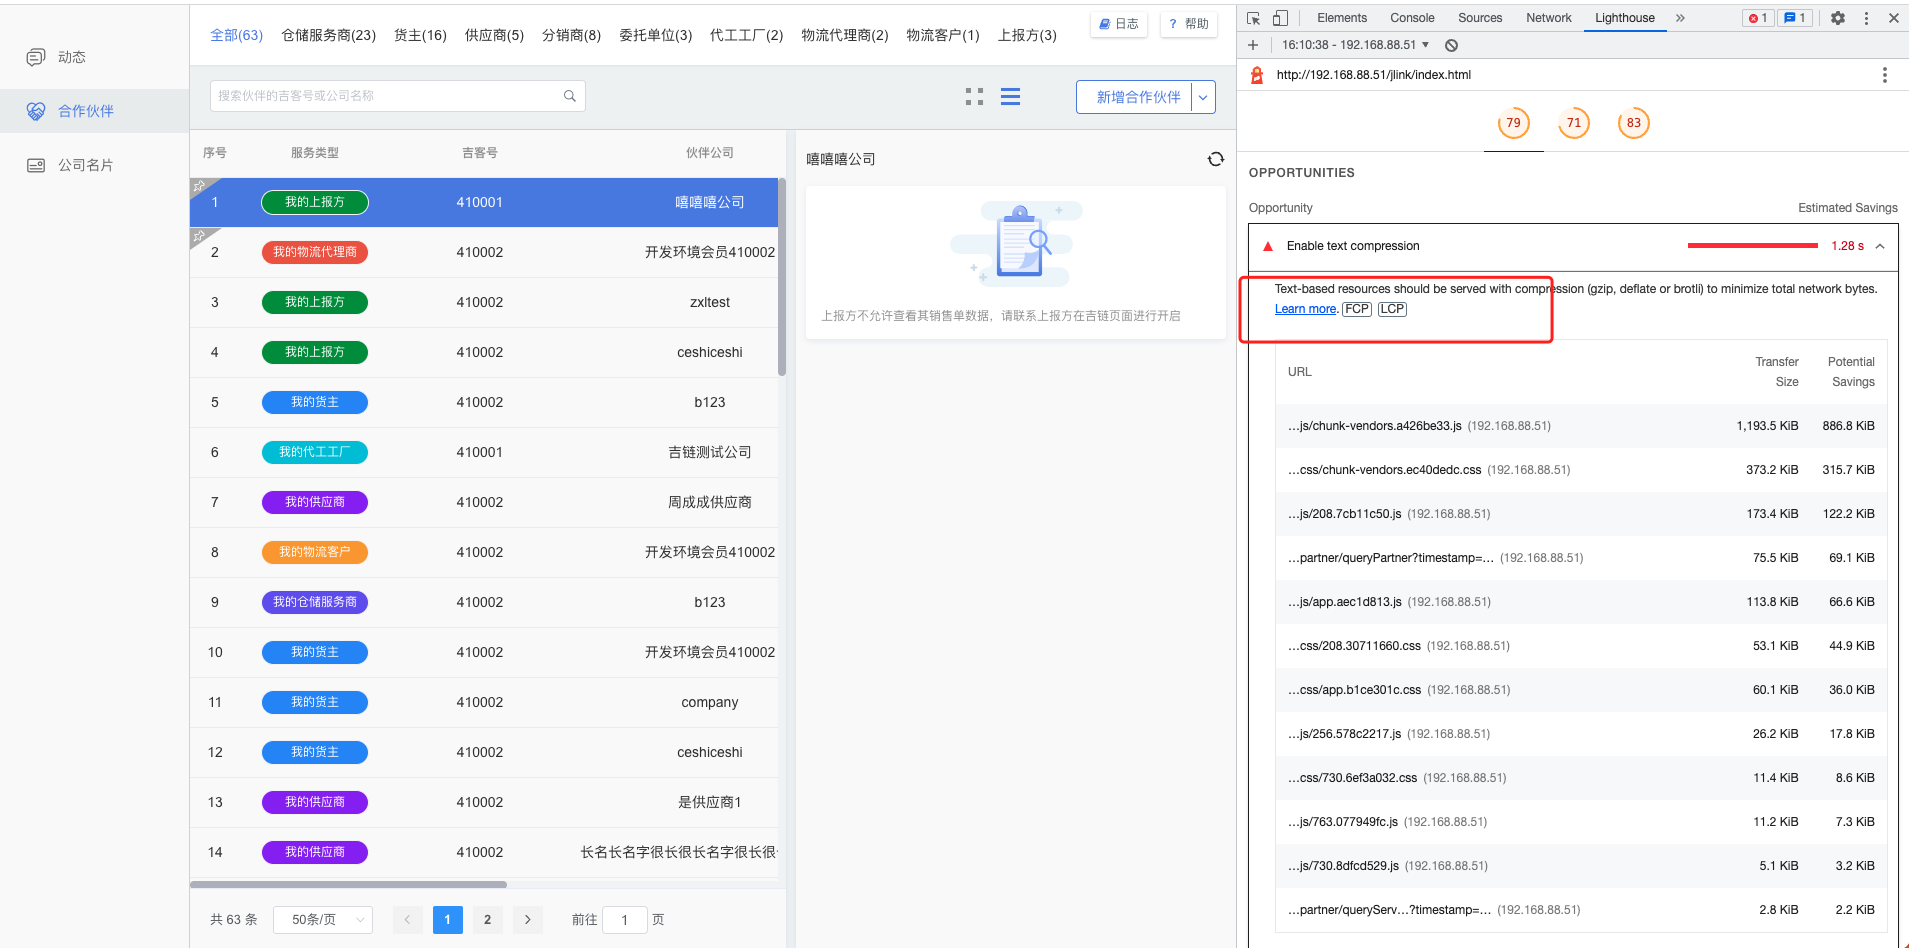 动态
合作伙伴
公司名片
全部(63) 仓储服务商(23) 货主(16) 供应商(5) 分销商(8) 委托单位(3) 代工工厂(2) 物流代理商(2) 物流客户(1) 上报方(3)
日志
? 帮助
搜索伙伴的吉客号或公司名称
新增合作伙伴
序号 服务类型 吉客号 伙伴公司
1 我的上报方 410001 嘻嘻嘻公司
2 我的物流代理商 410002 开发环境会员410002
3 我的上报方 410002 zxltest
4 我的上报方 410002 ceshiceshi
5 我的货主 410002 b123
6 我的代工工厂 410001 吉链测试公司
7 我的供应商 410002 周成成供应商
8 我的物流客户 410002 开发环境会员410002
9 我的仓储服务商 410002 b123
10 我的货主 410002 开发环境会员410002
11 我的货主 410002 company
12 我的货主 410002 ceshiceshi
13 我的供应商 410002 是供应商1
14 我的供应商 410002 长名长名字很长很长名字很长很
共 63 条 50条/页 < 1 2 > 前往 1 页
嘻嘻嘻公司
上报方不允许查看其销售单数据，请联系上报方在吉链页面进行开启
Elements Console Sources Network Lighthouse » 1 1
16:10:38 - 192.168.88.51
http://192.168.88.51/jlink/index.html
79 71 83
OPPORTUNITIES
Opportunity Estimated Savings
Enable text compression 1.28 s
Text-based resources should be served with compression (gzip, deflate or brotli) to minimize total network bytes.
Learn more. FCP LCP
URL Transfer Size Potential Savings
…js/chunk-vendors.a426be33.js (192.168.88.51) 1,193.5 KiB 886.8 KiB
…css/chunk-vendors.ec40dedc.css (192.168.88.51) 373.2 KiB 315.7 KiB
…js/208.7cb11c50.js (192.168.88.51) 173.4 KiB 122.2 KiB
…partner/queryPartner?timestamp=… (192.168.88.51) 75.5 KiB 69.1 KiB
…js/app.aec1d813.js (192.168.88.51) 113.8 KiB 66.6 KiB
…css/208.30711660.css (192.168.88.51) 53.1 KiB 44.9 KiB
…css/app.b1ce301c.css (192.168.88.51) 60.1 KiB 36.0 KiB
…js/256.578c2217.js (192.168.88.51) 26.2 KiB 17.8 KiB
…css/730.6ef3a032.css (192.168.88.51) 11.4 KiB 8.6 KiB
…js/763.077949fc.js (192.168.88.51) 11.2 KiB 7.3 KiB
…js/730.8dfcd529.js (192.168.88.51) 5.1 KiB 3.2 KiB
…partner/queryServ…?timestamp=… (192.168.88.51) 2.8 KiB 2.2 KiB